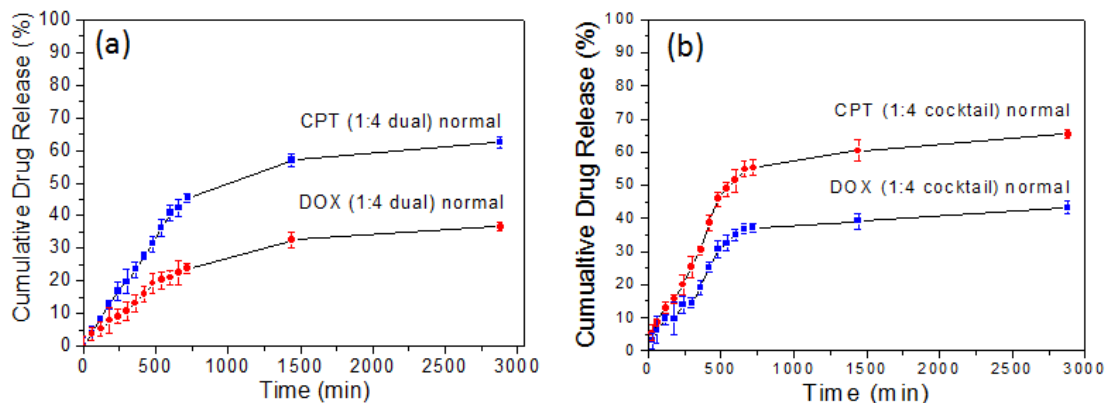 (a)
Cumulative Drug Release (%)
100
90
80
70
60
50
40
30
20
10
0
CPT (1:4 dual) normal
DOX (1:4 dual) normal
0 500 1000 1500 2000 2500 3000
Time (min)
(b)
Cumualtive Drug Release (%)
100
90
80
70
60
50
40
30
20
10
0
CPT (1:4 cocktail) normal
DOX (1:4 cocktail) normal
0 500 1000 1500 2000 2500 3000
Time (min)